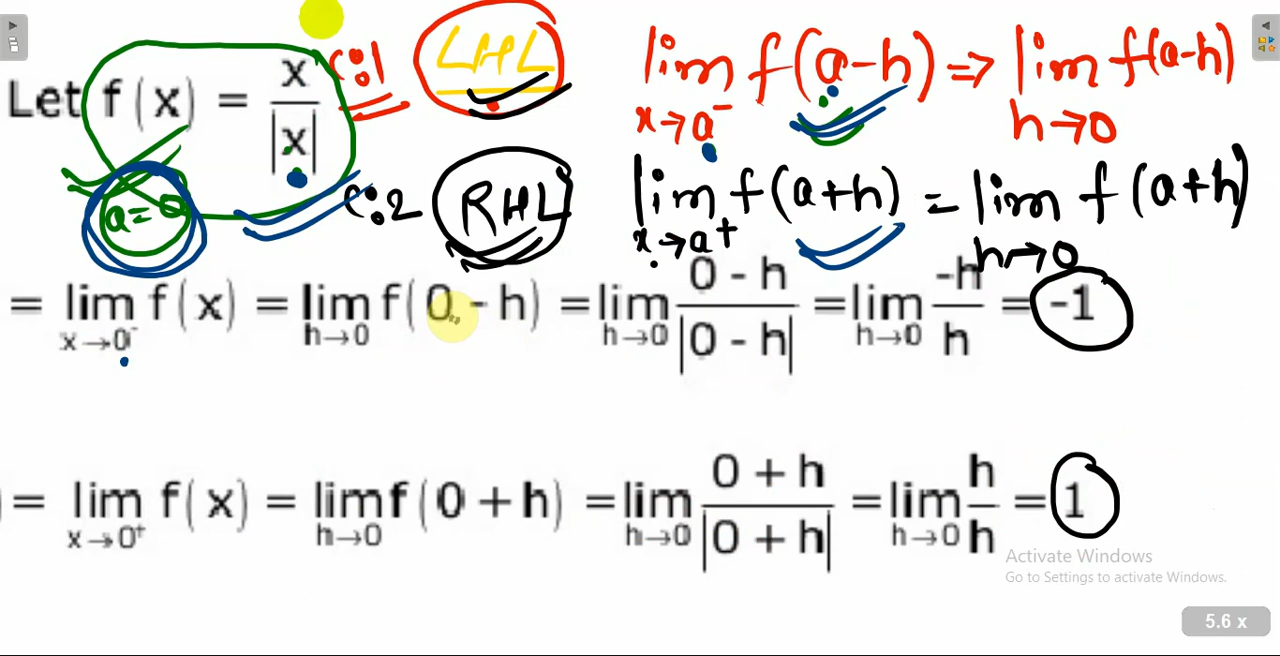 Let f(x) = x/|x| c:1 LHL lim x→a⁻ f(a-h) => lim h→0 f(a-h)
a=0 c:2 RHL lim x→a⁺ f(a+h) = lim h→0 f(a+h)
= lim x→0⁻ f(x) = lim h→0 f(0 - h) = lim h→0 (0 - h)/|0 - h| = lim h→0 -h/h = -1
) = lim x→0⁺ f(x) = lim h→0 f(0 + h) = lim h→0 (0 + h)/|0 + h| = lim h→0 h/h = 1
Activate Windows
Go to Settings to activate Windows.
5.6 x